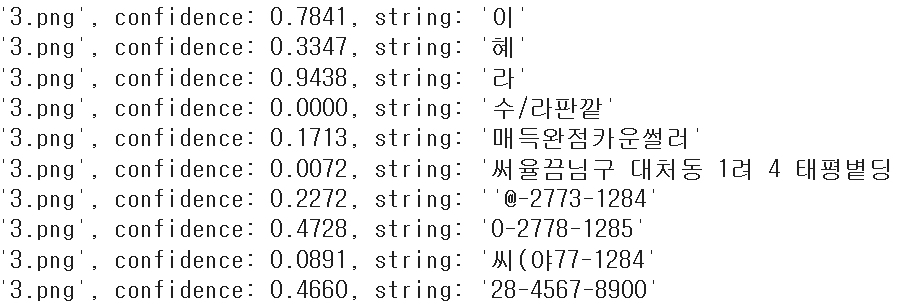 '3.png', confidence: 0.7841, string: '이'
'3.png', confidence: 0.3347, string: '혜'
'3.png', confidence: 0.9438, string: '라'
'3.png', confidence: 0.0000, string: '수/라판깥'
'3.png', confidence: 0.1713, string: '매득완점카운썰러'
'3.png', confidence: 0.0072, string: '써율끔님구 대처동 1려 4 태평볕딩
'3.png', confidence: 0.2272, string: ''@-2773-1284'
'3.png', confidence: 0.4728, string: '0-2778-1285'
'3.png', confidence: 0.0891, string: '씨(야77-1284'
'3.png', confidence: 0.4660, string: '28-4567-8900'